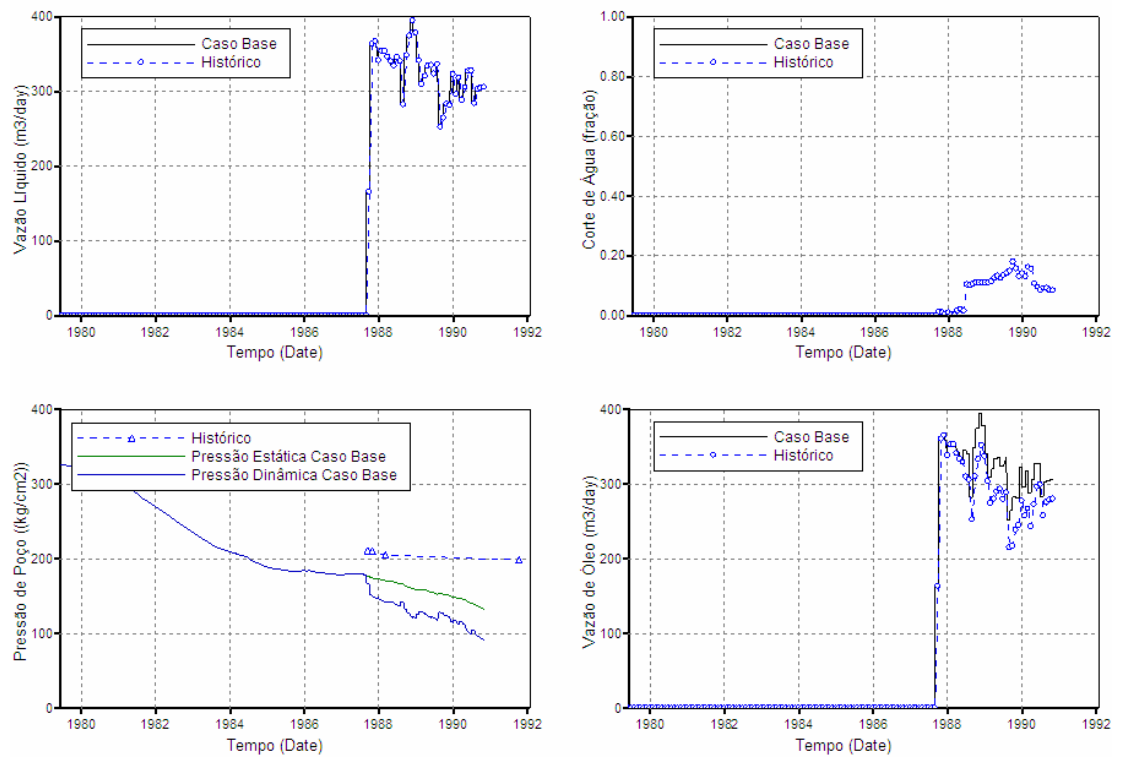 Vazão Líquido (m3/day)
400
300
200
100
0
Caso Base
Histórico
1980 1982 1984 1986 1988 1990 1992
Tempo (Date)
Corte de Água (fração)
1.00
0.80
0.60
0.40
0.20
0.00
Caso Base
Histórico
1980 1982 1984 1986 1988 1990 1992
Tempo (Date)
Pressão de Poço ((kg/cm2))
400
300
200
100
0
Histórico
Pressão Estática Caso Base
Pressão Dinâmica Caso Base
1980 1982 1984 1986 1988 1990 1992
Tempo (Date)
Vazão de Óleo (m3/day)
400
300
200
100
0
Caso Base
Histórico
1980 1982 1984 1986 1988 1990 1992
Tempo (Date)